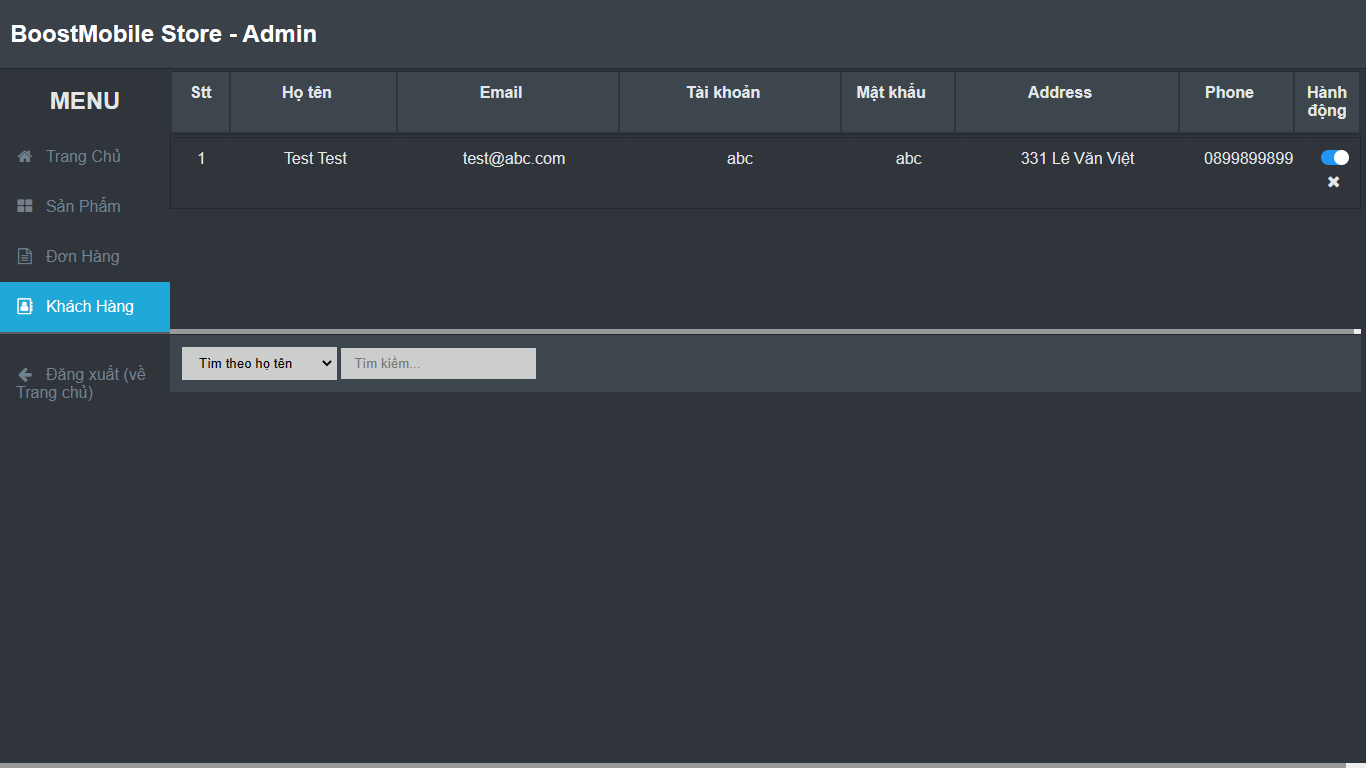 BoostMobile Store - Admin
MENU
Trang Chủ
Sản Phẩm
Đơn Hàng
Khách Hàng
Đăng xuất (về
Trang chủ)
Stt Họ tên Email Tài khoản Mật khẩu Address Phone Hành
động
1 Test Test test@abc.com abc abc 331 Lê Văn Việt 0899899899
Tìm theo họ tên Tìm kiếm...